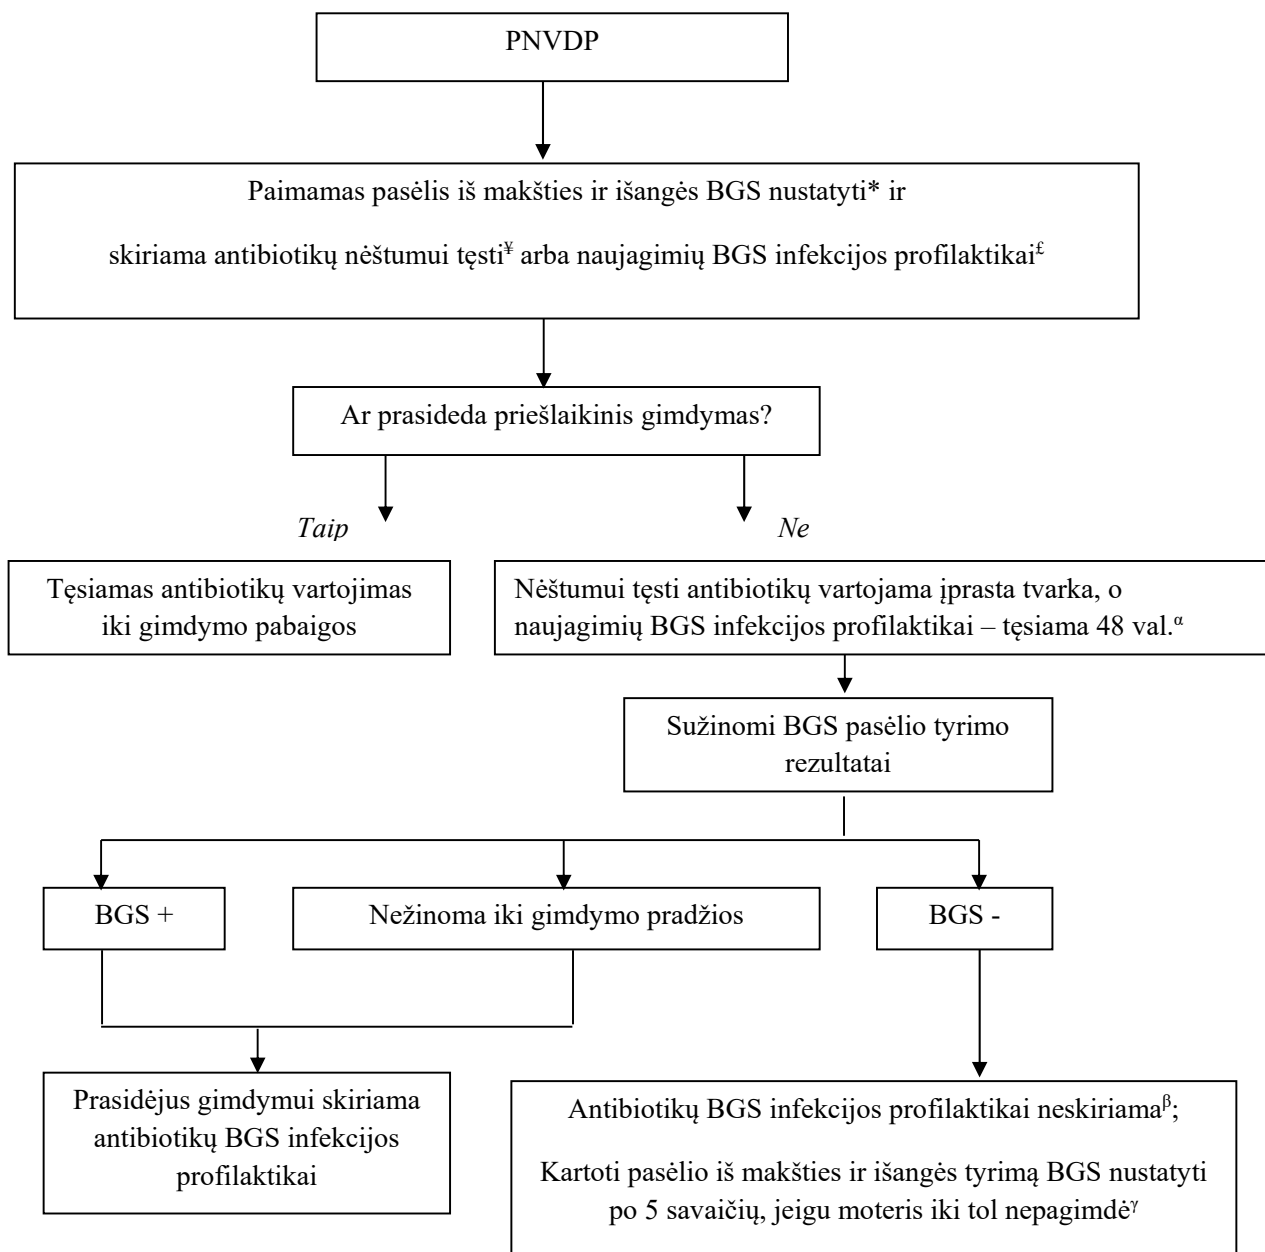 PNVDP
Paimamas pasėlis iš makšties ir išangės BGS nustatyti* ir
skiriama antibiotikų nėštumui tęsti¥ arba naujagimių BGS infekcijos profilaktikai£
Ar prasideda priešlaikinis gimdymas?
Taip
Ne
Tęsiamas antibiotikų vartojimas
iki gimdymo pabaigos
Nėštumui tęsti antibiotikų vartojama įprasta tvarka, o
naujagimių BGS infekcijos profilaktikai – tęsiama 48 val.α
Sužinomi BGS pasėlio tyrimo
rezultatai
BGS +
Nežinoma iki gimdymo pradžios
BGS -
Prasidėjus gimdymui skiriama
antibiotikų BGS infekcijos
profilaktikai
Antibiotikų BGS infekcijos profilaktikai neskiriamaβ;
Kartoti pasėlio iš makšties ir išangės tyrimą BGS nustatyti
po 5 savaičių, jeigu moteris iki tol nepagimdėγ